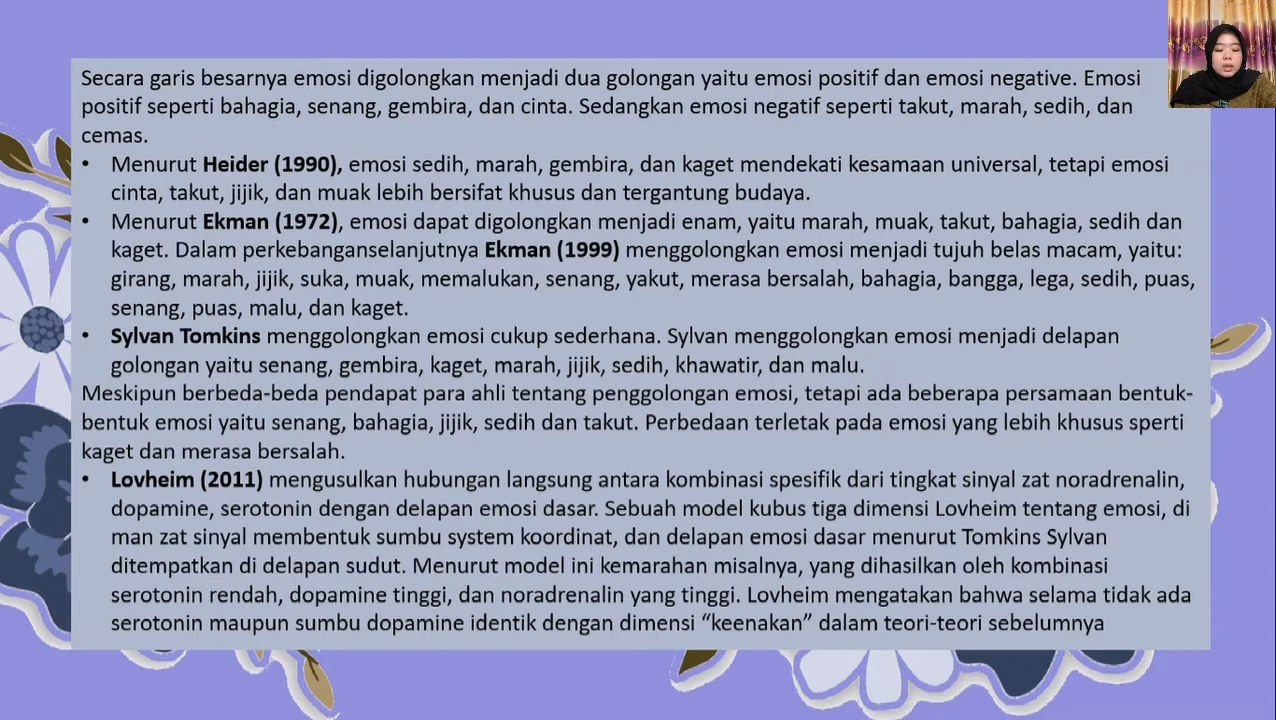 Secara garis besarnya emosi digolongkan menjadi dua golongan yaitu emosi positif dan emosi negative. Emosi
positif seperti bahagia, senang, gembira, dan cinta. Sedangkan emosi negatif seperti takut, marah, sedih, dan
cemas.
• Menurut Heider (1990), emosi sedih, marah, gembira, dan kaget mendekati kesamaan universal, tetapi emosi
cinta, takut, jijik, dan muak lebih bersifat khusus dan tergantung budaya.
• Menurut Ekman (1972), emosi dapat digolongkan menjadi enam, yaitu marah, muak, takut, bahagia, sedih dan
kaget. Dalam perkebanganselanjutnya Ekman (1999) menggolongkan emosi menjadi tujuh belas macam, yaitu:
girang, marah, jijik, suka, muak, memalukan, senang, yakut, merasa bersalah, bahagia, bangga, lega, sedih, puas,
senang, puas, malu, dan kaget.
• Sylvan Tomkins menggolongkan emosi cukup sederhana. Sylvan menggolongkan emosi menjadi delapan
golongan yaitu senang, gembira, kaget, marah, jijik, sedih, khawatir, dan malu.
Meskipun berbeda-beda pendapat para ahli tentang penggolongan emosi, tetapi ada beberapa persamaan bentuk-
bentuk emosi yaitu senang, bahagia, jijik, sedih dan takut. Perbedaan terletak pada emosi yang lebih khusus sperti
kaget dan merasa bersalah.
• Lovheim (2011) mengusulkan hubungan langsung antara kombinasi spesifik dari tingkat sinyal zat noradrenalin,
dopamine, serotonin dengan delapan emosi dasar. Sebuah model kubus tiga dimensi Lovheim tentang emosi, di
man zat sinyal membentuk sumbu system koordinat, dan delapan emosi dasar menurut Tomkins Sylvan
ditempatkan di delapan sudut. Menurut model ini kemarahan misalnya, yang dihasilkan oleh kombinasi
serotonin rendah, dopamine tinggi, dan noradrenalin yang tinggi. Lovheim mengatakan bahwa selama tidak ada
serotonin maupun sumbu dopamine identik dengan dimensi “keenakan” dalam teori-teori sebelumnya